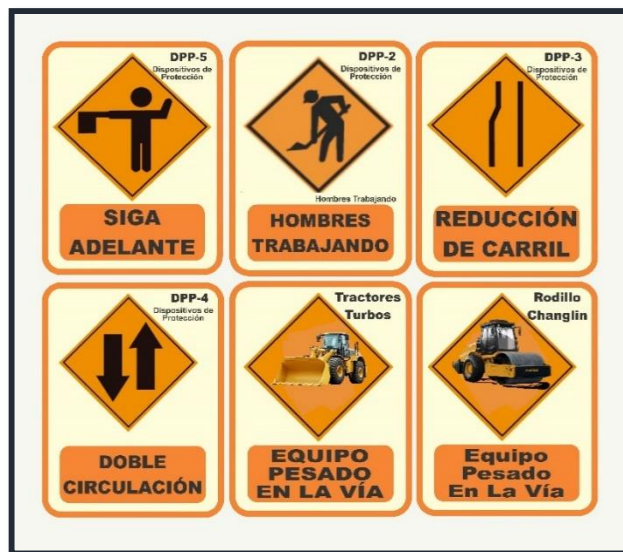 DPP-5
Dispositivos de
Protección
SIGA
ADELANTE
DPP-2
Dispositivos de
Protección
Hombres Trabajando
HOMBRES
TRABAJANDO
DPP-3
Dispositivos de
Protección
REDUCCIÓN
DE CARRIL
DPP-4
Dispositivos de
Protección
DOBLE
CIRCULACIÓN
Tractores
Turbos
EQUIPO
PESADO
EN LA VÍA
Rodillo
Changlin
Equipo
Pesado
En La Vía